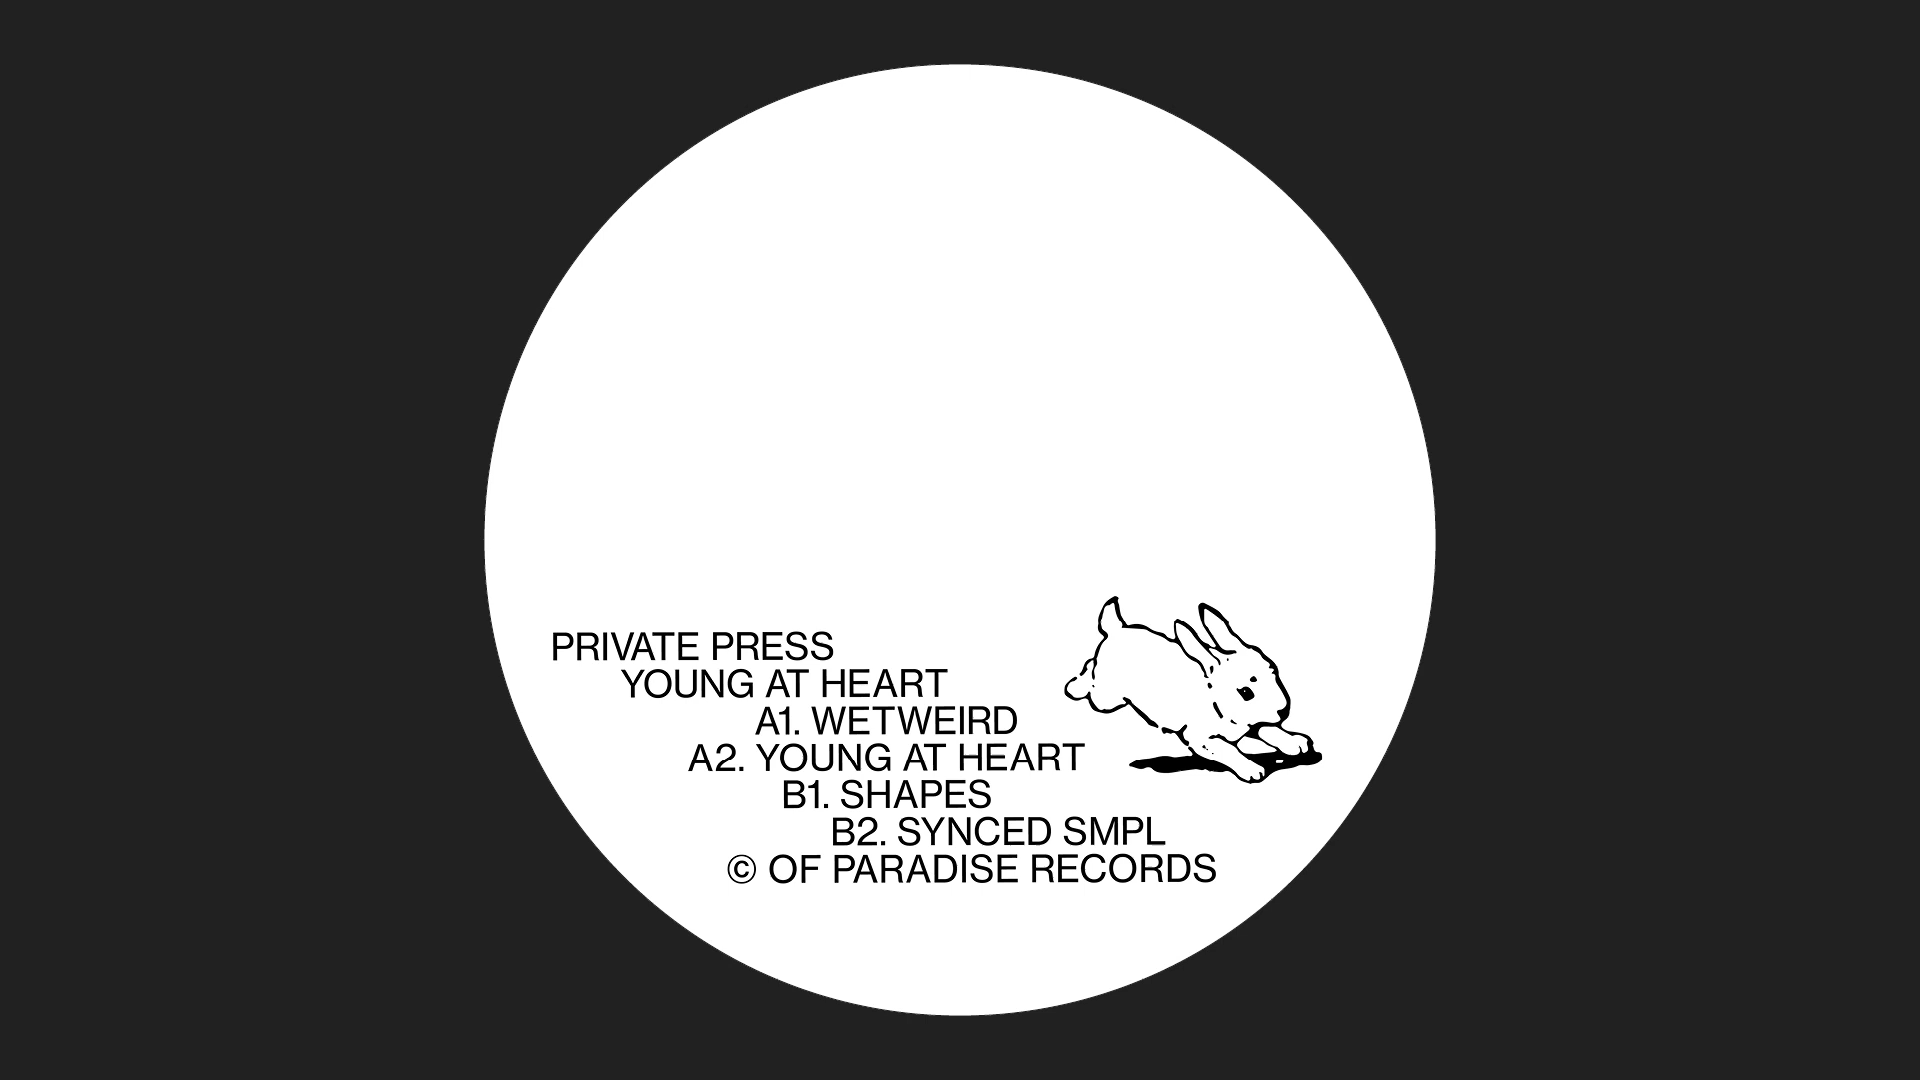 PRIVATE PRESS
YOUNG AT HEART
A1. WETWEIRD
A2. YOUNG AT HEART
B1. SHAPES
B2. SYNCED SMPL
© OF PARADISE RECORDS